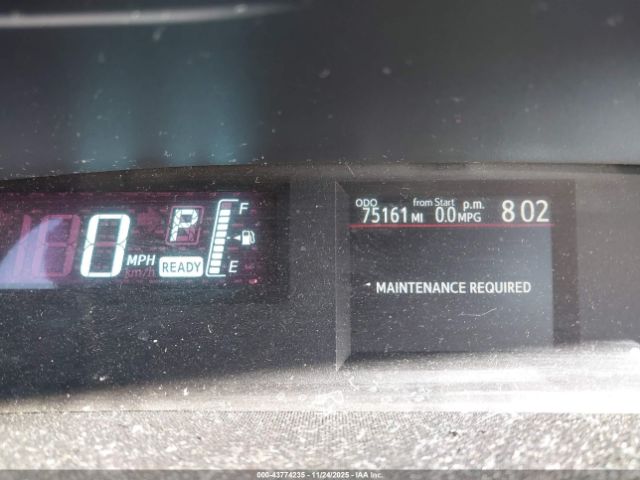 0 MPH
km/h
P
READY
F
E
ODO from Start p.m.
75161 MI 0.0 MPG 8 02
MAINTENANCE REQUIRED
000-43774235 - 11/24/2025 - IAA Inc.